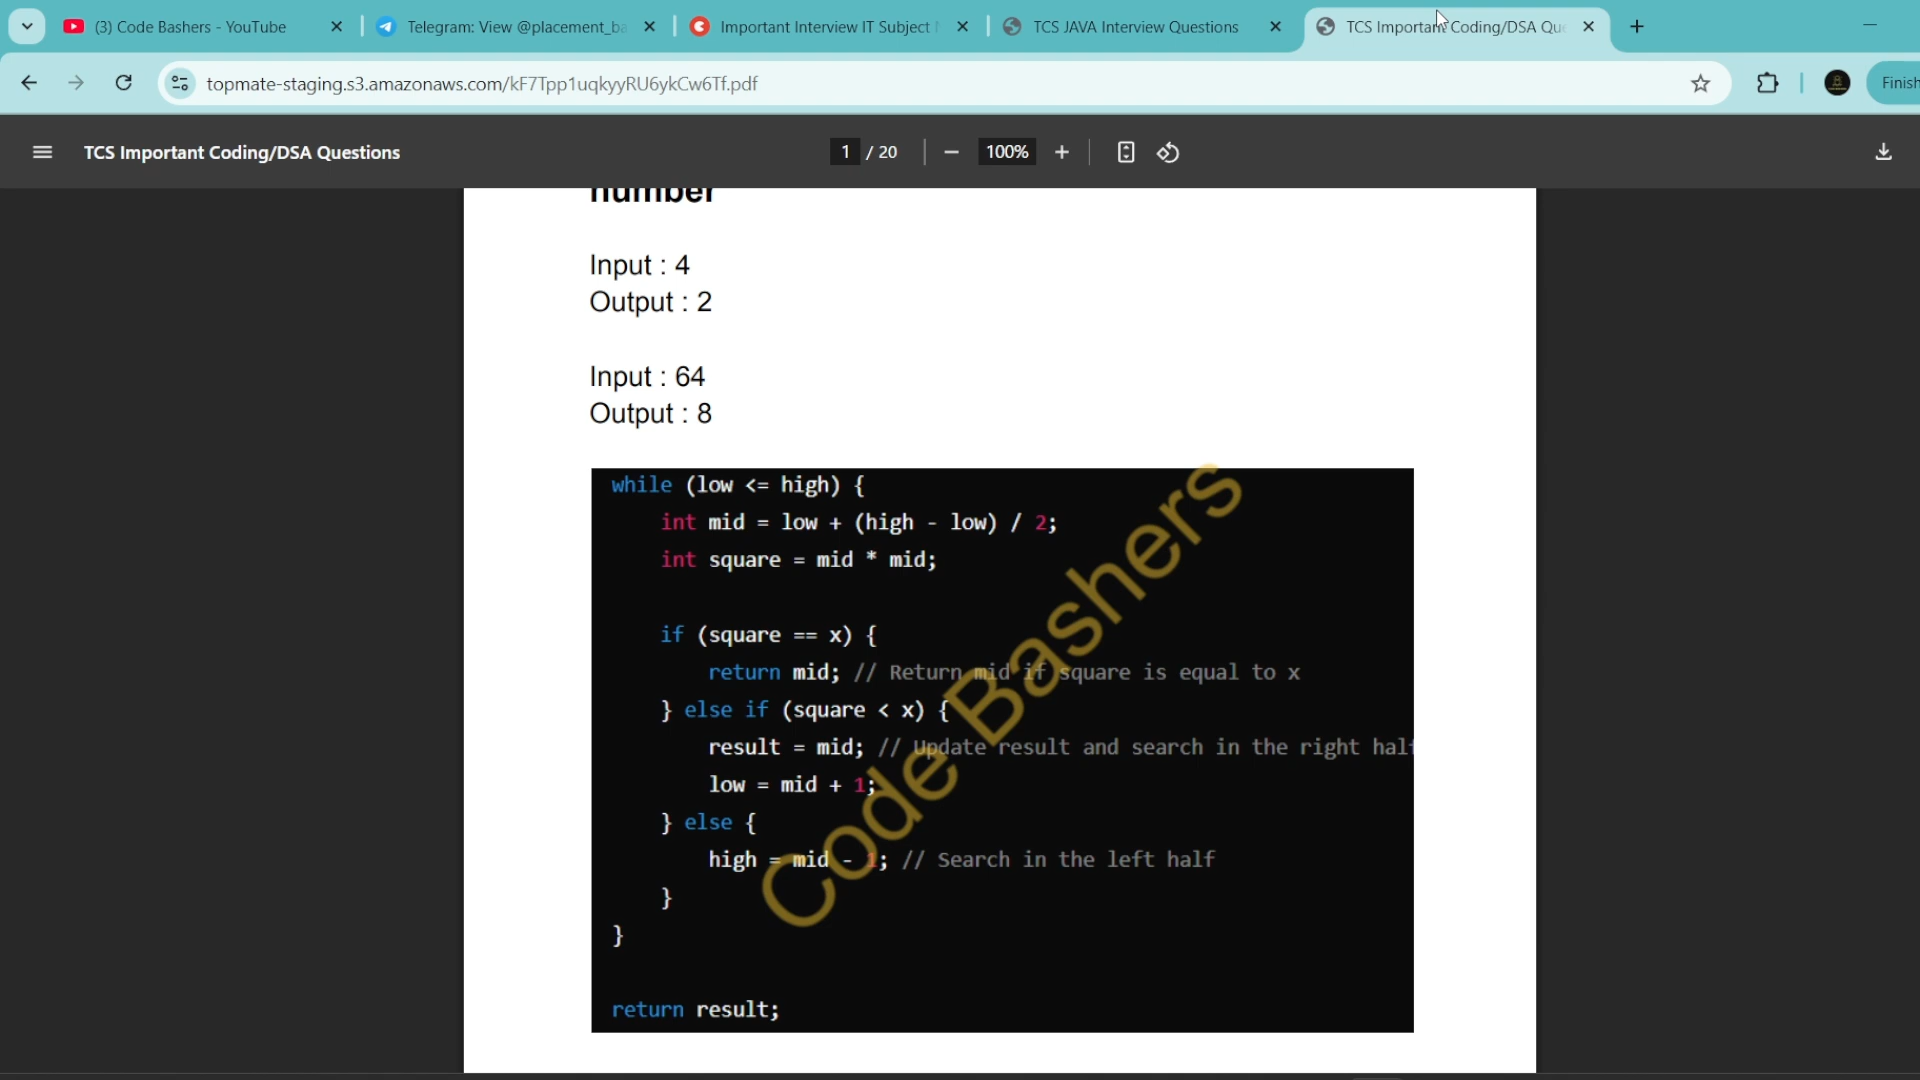 (3) Code Bashers - YouTube
Telegram: View @placement_ba
Important Interview IT Subject
TCS JAVA Interview Questions
TCS Important Coding/DSA Que
topmate-staging.s3.amazonaws.com/kF7Tpp1uqkyyRU6ykCw6Tf.pdf
Finish
TCS Important Coding/DSA Questions
1 / 20
100%
number
Input : 4
Output : 2
Input : 64
Output : 8
while (low <= high) {
int mid = low + (high - low) / 2;
int square = mid * mid;
if (square == x) {
return mid; // Return mid if square is equal to x
} else if (square < x) {
result = mid; // Update result and search in the right half
low = mid + 1;
} else {
high = mid - 1; // Search in the left half
}
}
return result;
Code Bashers